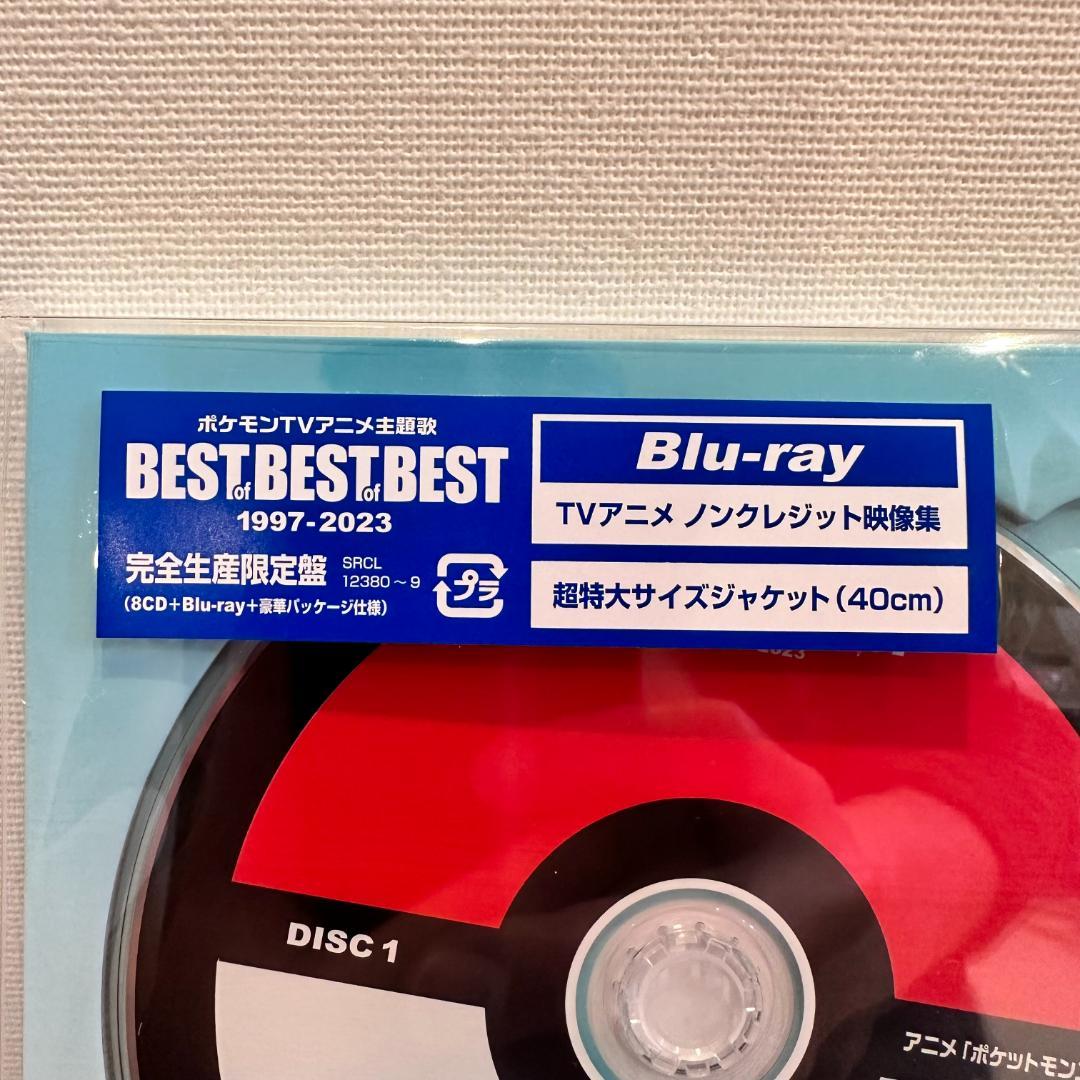 ポケモンTVアニメ主題歌
BEST of BEST of BEST
1997-2023
完全生産限定盤
SRCL
12380～9
(8CD+Blu-ray+豪華パッケージ仕様)
プラ
Blu-ray
TVアニメ ノンクレジット映像集
超特大サイズジャケット(40cm)
2023
DISC 1
アニメ「ポケットモン